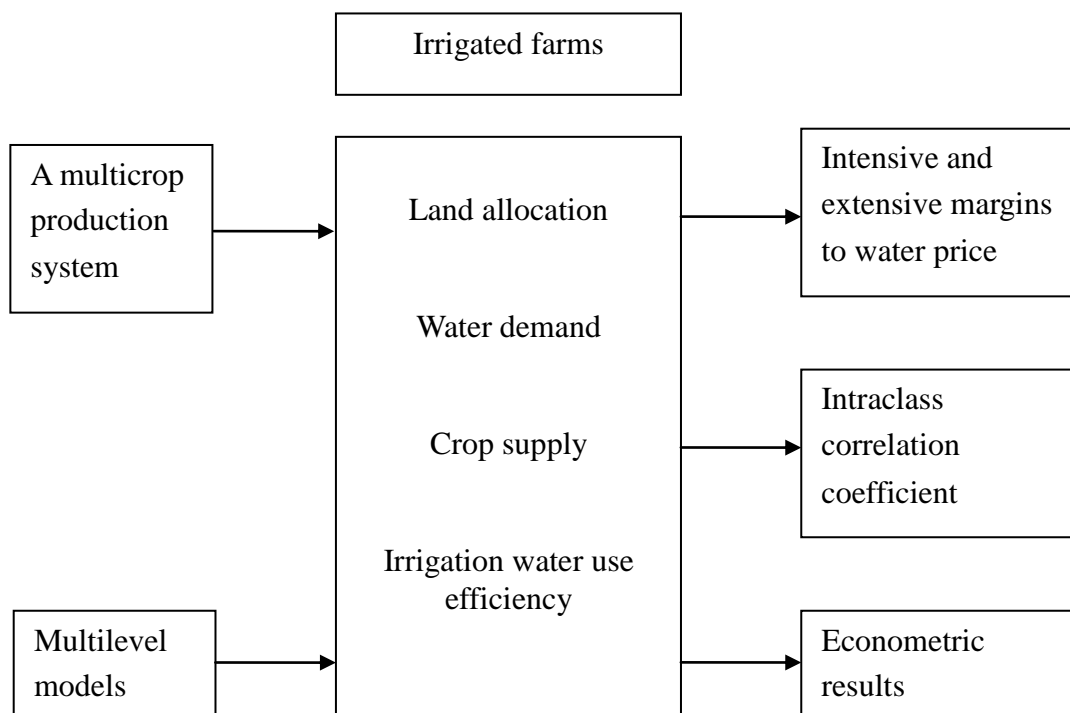 Irrigated farms
A multicrop
production
system
Multilevel
models
Land allocation
Water demand
Crop supply
Irrigation water use
efficiency
Intensive and
extensive margins
to water price
Intraclass
correlation
coefficient
Econometric
results